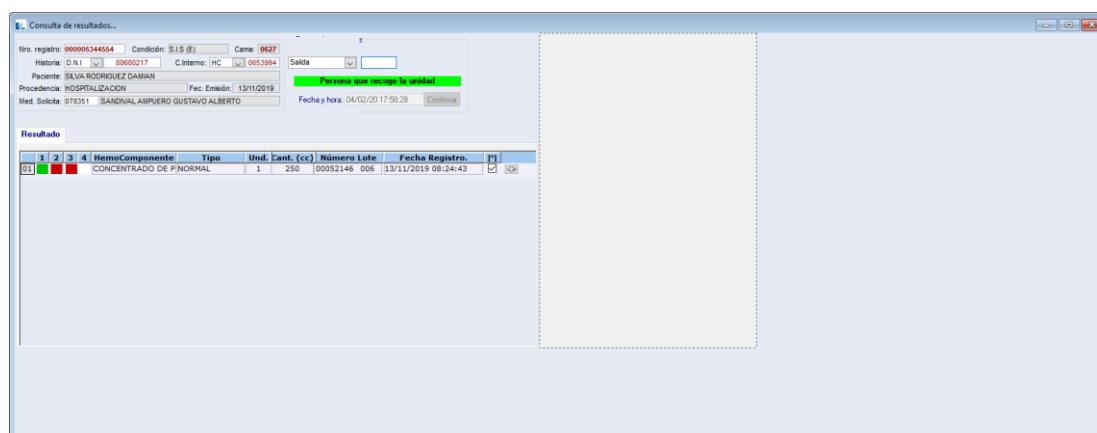 Consulta de resultados...
Nro. registro: 000005344554 Condición: S.I.S (E) Cama: 0627
Historia: D.N.I 80680217 C.Interno: HC 0653994 Salida
Paciente: SILVA RODRIGUEZ DAMIAN
Persona que recoge la unidad
Procedencia: HOSPITALIZACION Fec. Emisión: 13/11/2019
Med. Solicita: 078351 SANDIVAL AMPUERO GUSTAVO ALBERTO Fecha y hora: 04/02/20 17:58:28 Confirmar
Resultado
1 2 3 4 HemoComponente Tipo Und. Cant. (cc) Número Lote Fecha Registro. [*]
01 CONCENTRADO DE P NORMAL 1 250 00052146 006 13/11/2019 08:24:43 <>